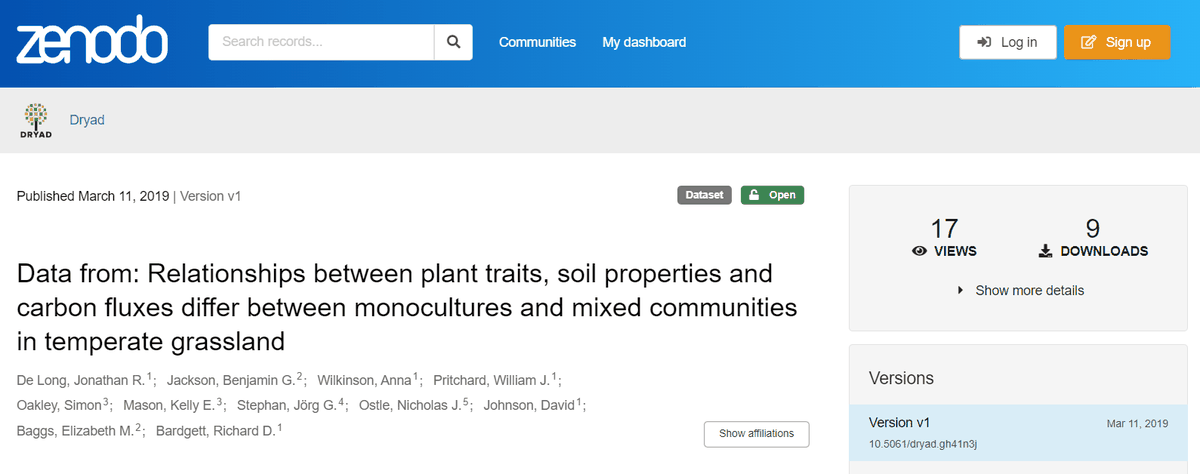 zenodo
Search records...
Communities
My dashboard
Log in
Sign up
DRYAD
Dryad
Published March 11, 2019 | Version v1
Dataset
Open
Data from: Relationships between plant traits, soil properties and
carbon fluxes differ between monocultures and mixed communities
in temperate grassland
De Long, Jonathan R.¹; Jackson, Benjamin G.²; Wilkinson, Anna¹; Pritchard, William J.¹;
Oakley, Simon³; Mason, Kelly E.³; Stephan, Jörg G.⁴; Ostle, Nicholas J.⁵; Johnson, David¹;
Baggs, Elizabeth M.²; Bardgett, Richard D.¹
Show affiliations
17
VIEWS
9
DOWNLOADS
Show more details
Versions
Version v1
Mar 11, 2019
10.5061/dryad.gh41n3j